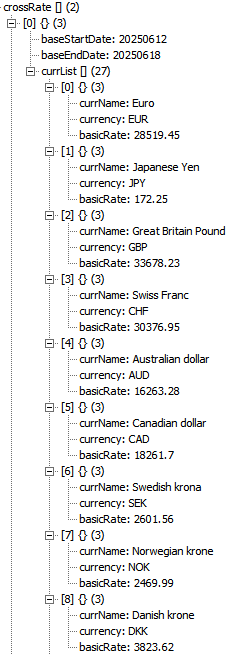 crossRate [] (2)
[0] {} (3)
baseStartDate: 20250612
baseEndDate: 20250618
currList [] (27)
[0] {} (3)
currName: Euro
currency: EUR
basicRate: 28519.45
[1] {} (3)
currName: Japanese Yen
currency: JPY
basicRate: 172.25
[2] {} (3)
currName: Great Britain Pound
currency: GBP
basicRate: 33678.23
[3] {} (3)
currName: Swiss Franc
currency: CHF
basicRate: 30376.95
[4] {} (3)
currName: Australian dollar
currency: AUD
basicRate: 16263.28
[5] {} (3)
currName: Canadian dollar
currency: CAD
basicRate: 18261.7
[6] {} (3)
currName: Swedish krona
currency: SEK
basicRate: 2601.56
[7] {} (3)
currName: Norwegian krone
currency: NOK
basicRate: 2469.99
[8] {} (3)
currName: Danish krone
currency: DKK
basicRate: 3823.62